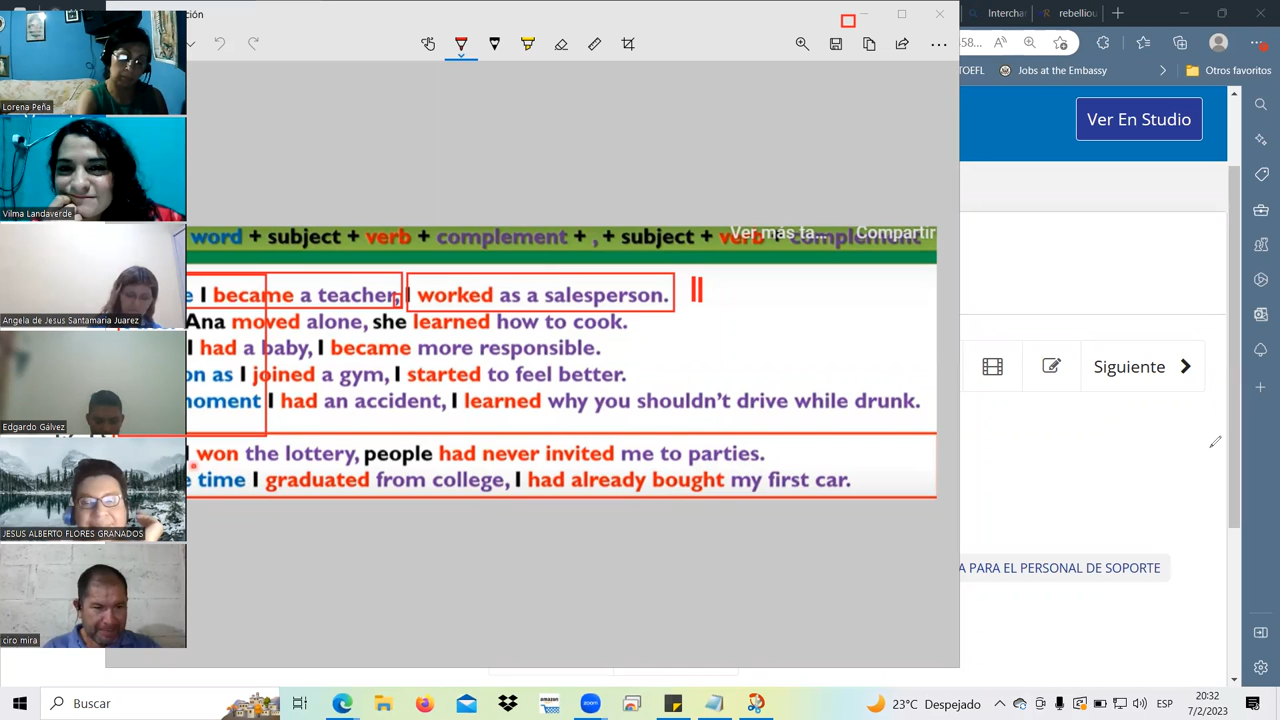 ción
Interchar
rebelliou
58...
TOEFL
Jobs at the Embassy
Otros favoritos
Lorena Peña
Ver En Studio
Vilma Landaverde
word + subject + verb + complement + , + subject + verb + complement
Ver más ta... Compartir
e I became a teacher, I worked as a salesperson.
Ana moved alone, she learned how to cook.
I had a baby, I became more responsible.
on as I joined a gym, I started to feel better.
moment I had an accident, I learned why you shouldn't drive while drunk.
I won the lottery, people had never invited me to parties.
e time I graduated from college, I had already bought my first car.
Angela de Jesus Santamaria Juarez
Siguiente
Edgardo Gálvez
JESUS ALBERTO FLORES GRANADOS
A PARA EL PERSONAL DE SOPORTE
ciro mira
Buscar
amazon
zoom
23°C Despejado
ESP
20:32
7/2/2023